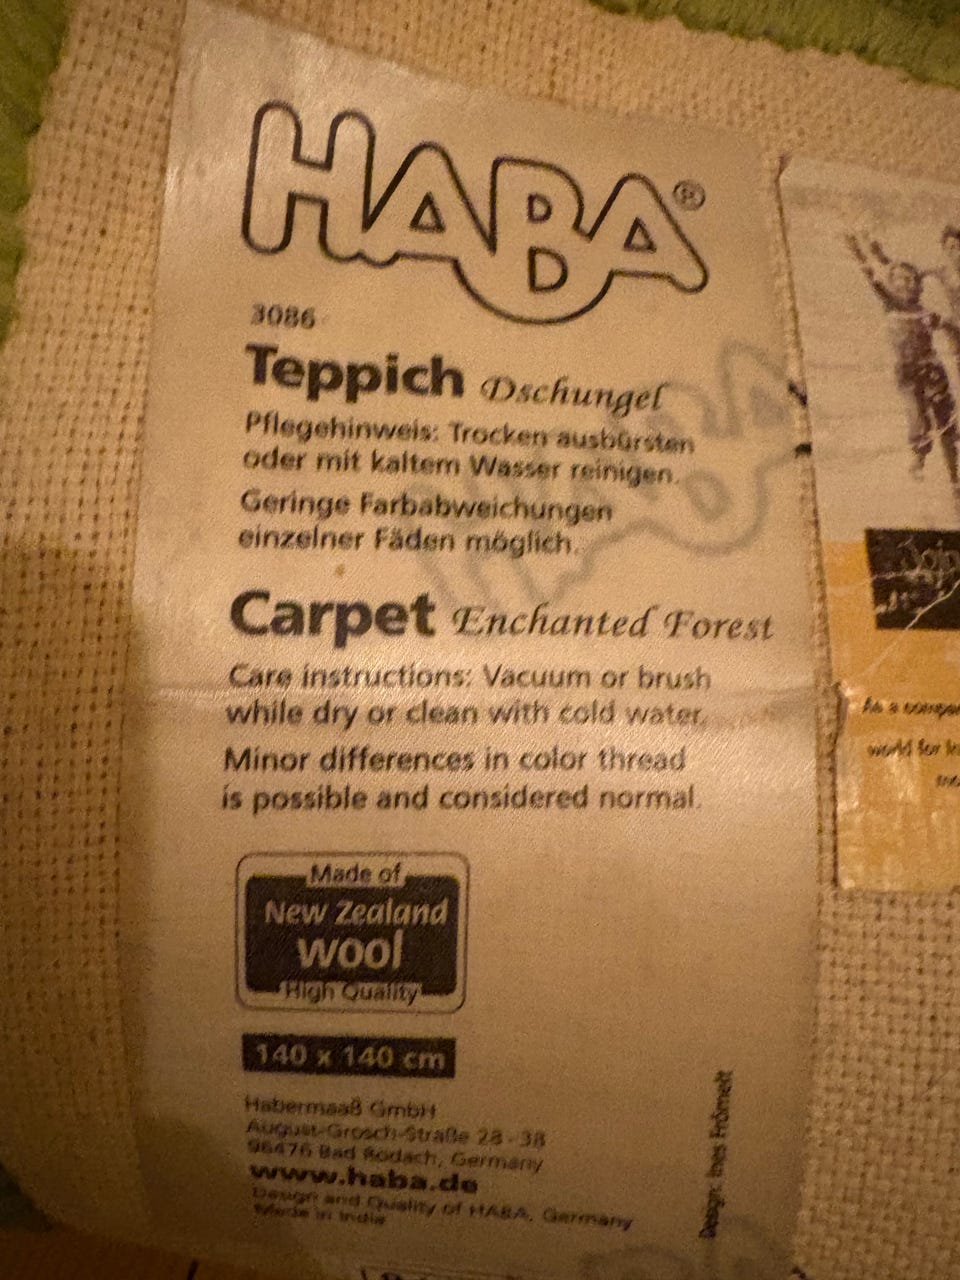 HABA®
3086
Teppich Dschungel
Pflegehinweis: Trocken ausbürsten
oder mit kaltem Wasser reinigen.
Geringe Farbabweichungen
einzelner Fäden möglich.
Carpet Enchanted Forest
Care instructions: Vacuum or brush
while dry or clean with cold water.
Minor differences in color thread
is possible and considered normal.
Made of
New Zealand
wool
High Quality
140 x 140 cm
Habermaaß GmbH
August-Grosch-Straße 28 - 38
96476 Bad Rodach, Germany
www.haba.de
Design and Quality of HABA, Germany
Made in India
Design: Ines Frömelt
As a
world for